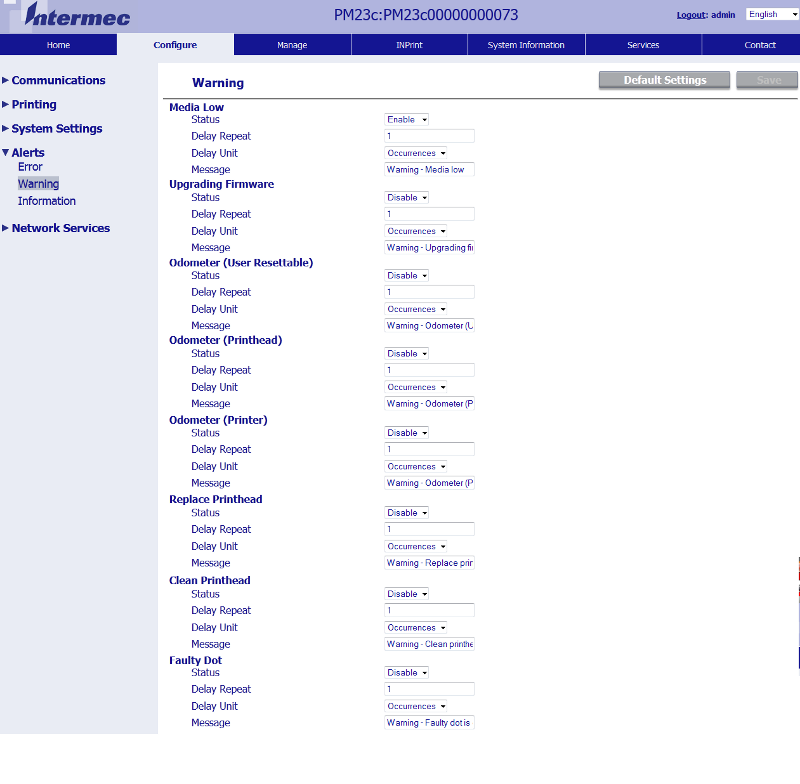 Intermec
PM23c:PM23c00000000073
Logout: admin
English
Home
Configure
Manage
INPrint
System Information
Services
Contact
Communications
Printing
System Settings
Alerts
Error
Warning
Information
Network Services
Warning
Default Settings
Save
Media Low
Status Enable
Delay Repeat 1
Delay Unit Occurrences
Message Warning - Media low
Upgrading Firmware
Status Disable
Delay Repeat 1
Delay Unit Occurrences
Message Warning - Upgrading fi
Odometer (User Resettable)
Status Disable
Delay Repeat 1
Delay Unit Occurrences
Message Warning - Odometer (U
Odometer (Printhead)
Status Disable
Delay Repeat 1
Delay Unit Occurrences
Message Warning - Odometer (P
Odometer (Printer)
Status Disable
Delay Repeat 1
Delay Unit Occurrences
Message Warning - Odometer (P
Replace Printhead
Status Disable
Delay Repeat 1
Delay Unit Occurrences
Message Warning - Replace prin
Clean Printhead
Status Disable
Delay Repeat 1
Delay Unit Occurrences
Message Warning - Clean printhe
Faulty Dot
Status Disable
Delay Repeat 1
Delay Unit Occurrences
Message Warning - Faulty dot is